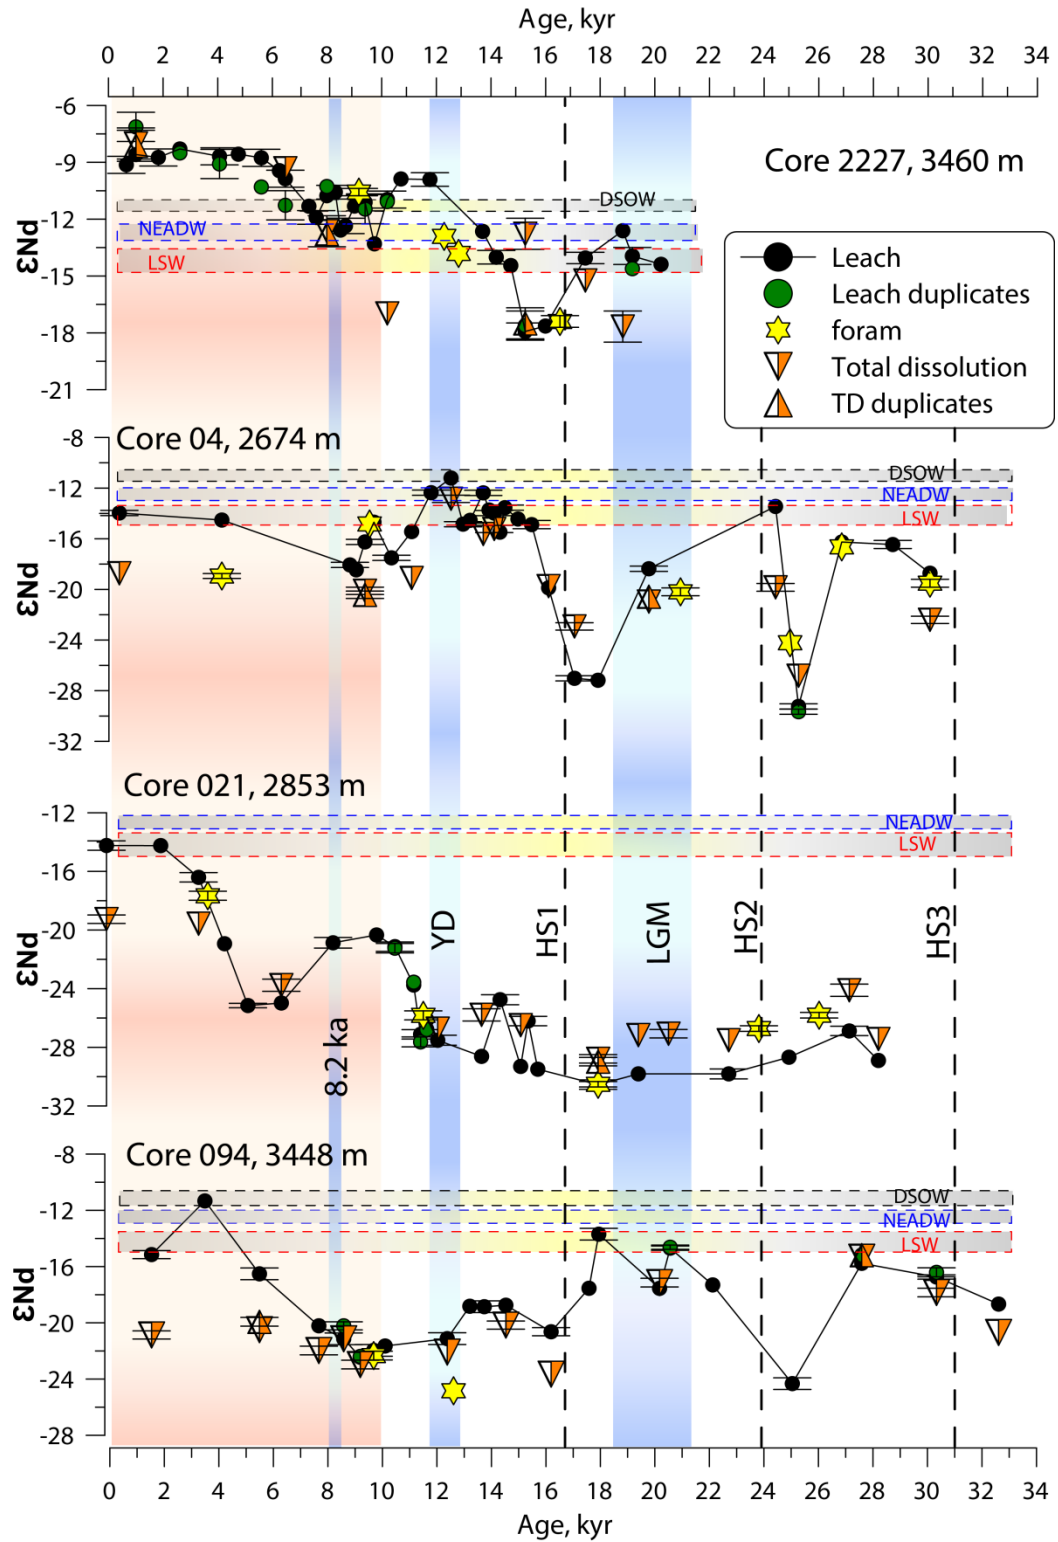 Age, kyr
0 2 4 6 8 10 12 14 16 18 20 22 24 26 28 30 32 34
-6
-9
-12
-15
-18
-21
εNd
Core 2227, 3460 m
DSOW
NEADW
LSW
Leach
Leach duplicates
foram
Total dissolution
TD duplicates
-8
-12
-16
-20
-24
-28
-32
εNd
Core 04, 2674 m
DSOW
NEADW
LSW
Core 021, 2853 m
-12
-16
-20
-24
-28
-32
εNd
NEADW
LSW
8.2 ka
YD
HS1
LGM
HS2
HS3
Core 094, 3448 m
-8
-12
-16
-20
-24
-28
εNd
DSOW
NEADW
LSW
0 2 4 6 8 10 12 14 16 18 20 22 24 26 28 30 32 34
Age, kyr